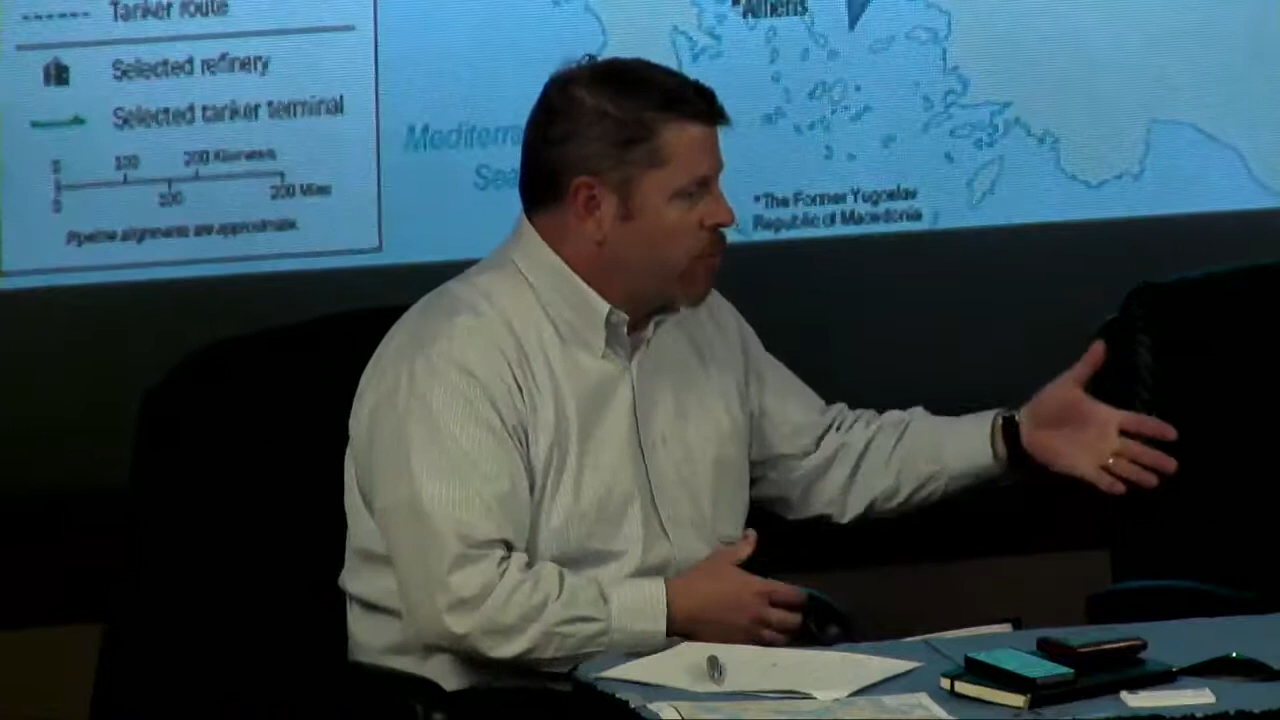 Tanker route
Selected refinery
Selected tanker terminal
100
200 Kilometers
100
200 Miles
Pipeline alignments are approximate.
Mediterra
Sea
*Athens
*The Former Yugoslav
Republic of Macedonia